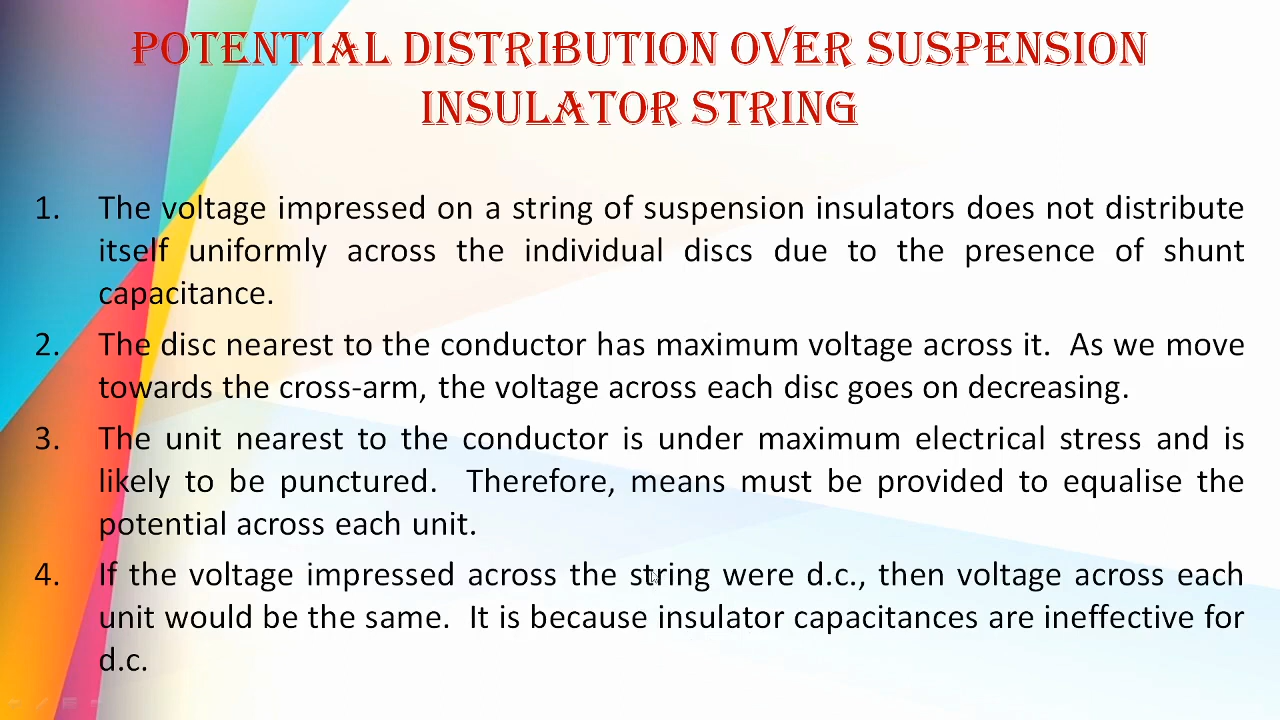 POTENTIAL DISTRIBUTION OVER SUSPENSION
INSULATOR STRING
1. The voltage impressed on a string of suspension insulators does not distribute
itself uniformly across the individual discs due to the presence of shunt
capacitance.
2. The disc nearest to the conductor has maximum voltage across it. As we move
towards the cross-arm, the voltage across each disc goes on decreasing.
3. The unit nearest to the conductor is under maximum electrical stress and is
likely to be punctured. Therefore, means must be provided to equalise the
potential across each unit.
4. If the voltage impressed across the string were d.c., then voltage across each
unit would be the same. It is because insulator capacitances are ineffective for
d.c.